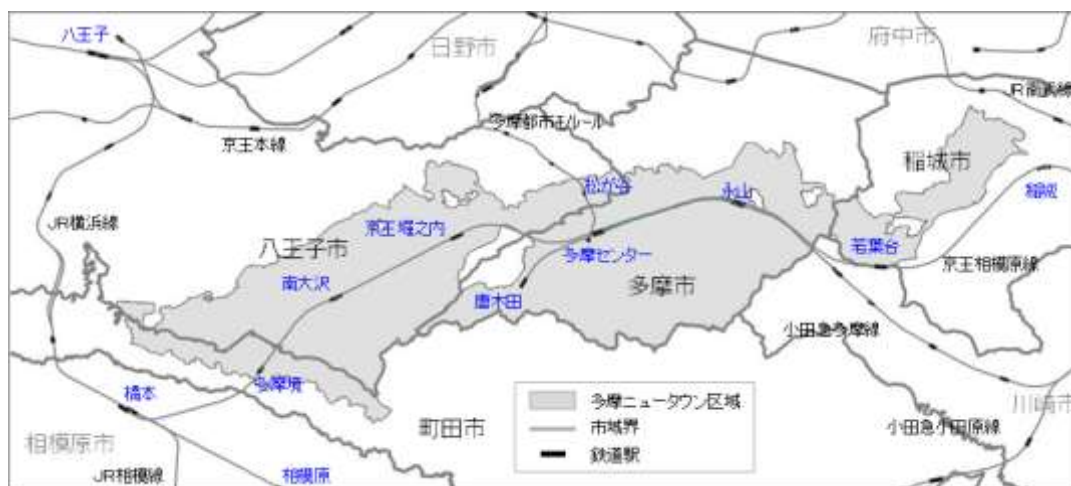 八王子
日野市
府中市
JR南武線
多摩都市モルール
京王本線
稲城市
松が谷
永山
稲城
JR横浜線
京王堀之内
八王子市
多摩センター
若葉台
京王相模原線
南大沢
唐木田
多摩市
小田急多摩線
多摩境
橋本
多摩ニュータウン区域
川崎市
町田市
市域界
小田急小田原線
相模原市
鉄道駅
JR相模線
相模原